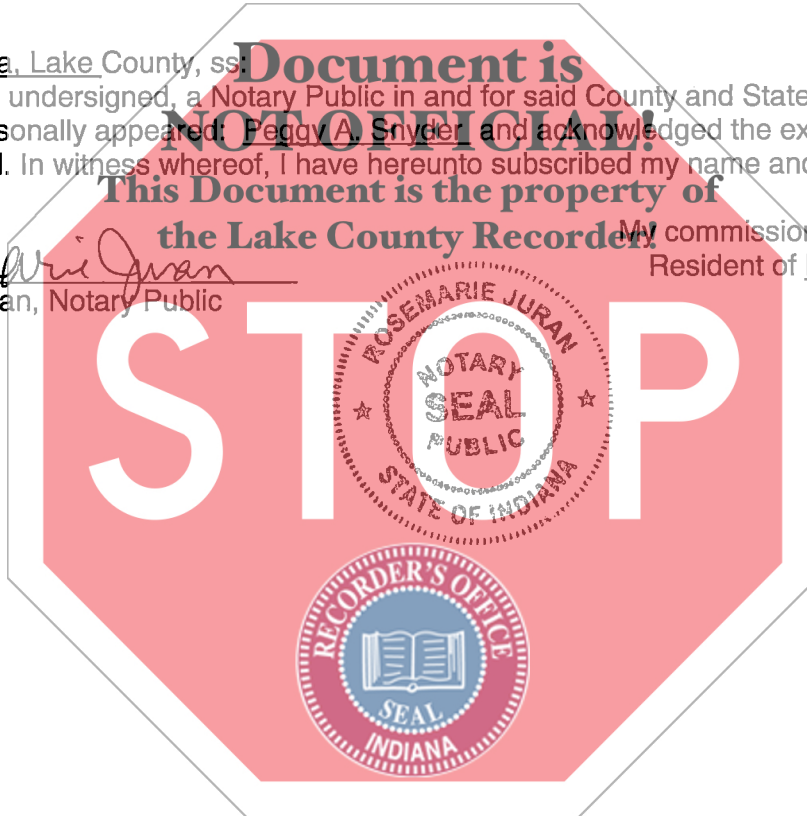 a, Lake County, ss:
Document is
undersigned, a Notary Public in and for said County and State
NOT OFFICIAL!
sonally appeared: Peggy A. Snyder and acknowledged the ex
. In witness whereof, I have hereunto subscribed my name and
This Document is the property of
the Lake County Recorder!
My commission
Resident of
arie Juran
an, Notary Public
STOP
ROSEMARIE JURAN
NOTARY
SEAL
PUBLIC
STATE OF INDIANA
RECORDER'S OFFICE
SEAL
INDIANA